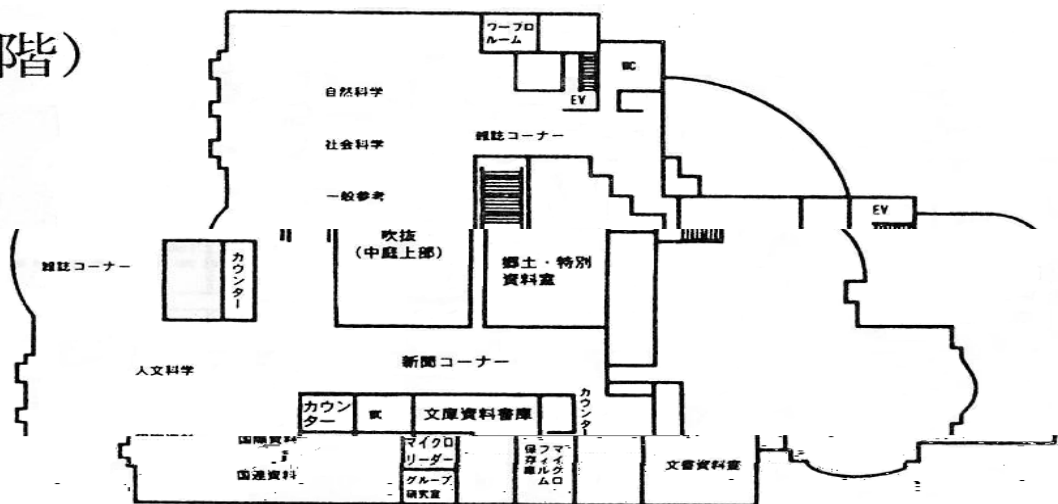 階)
ワープロ
ルーム
WC
自然科学
EV
雑誌コーナー
社会科学
一般参考
EV
吹抜
(中庭上部)
郷土・特別
資料室
雑誌コーナー
カウンター
新聞コーナー
人文科学
カウン
ター
WC
文庫資料書庫
カウンター
国際資料
マイクロ
リーダー
マイクロ
フィルム
保存庫
文書資料室
国連資料
グループ
研究室